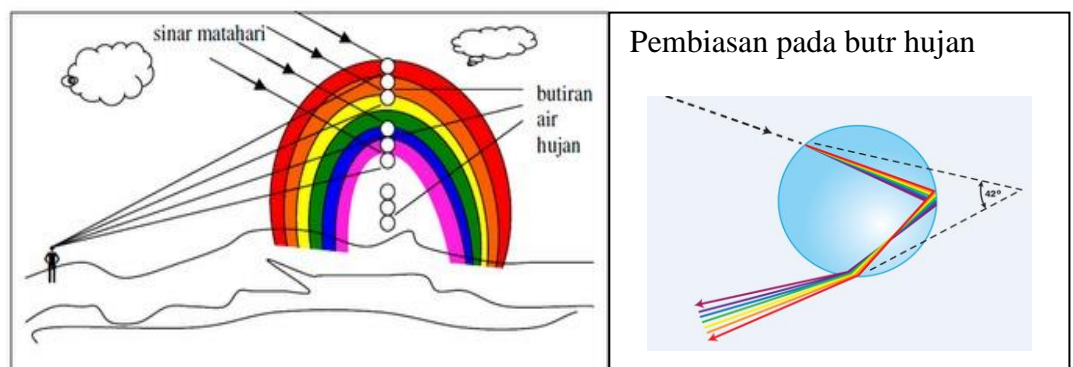 sinar matahari
butiran
air
hujan
Pembiasan pada butr hujan
42°